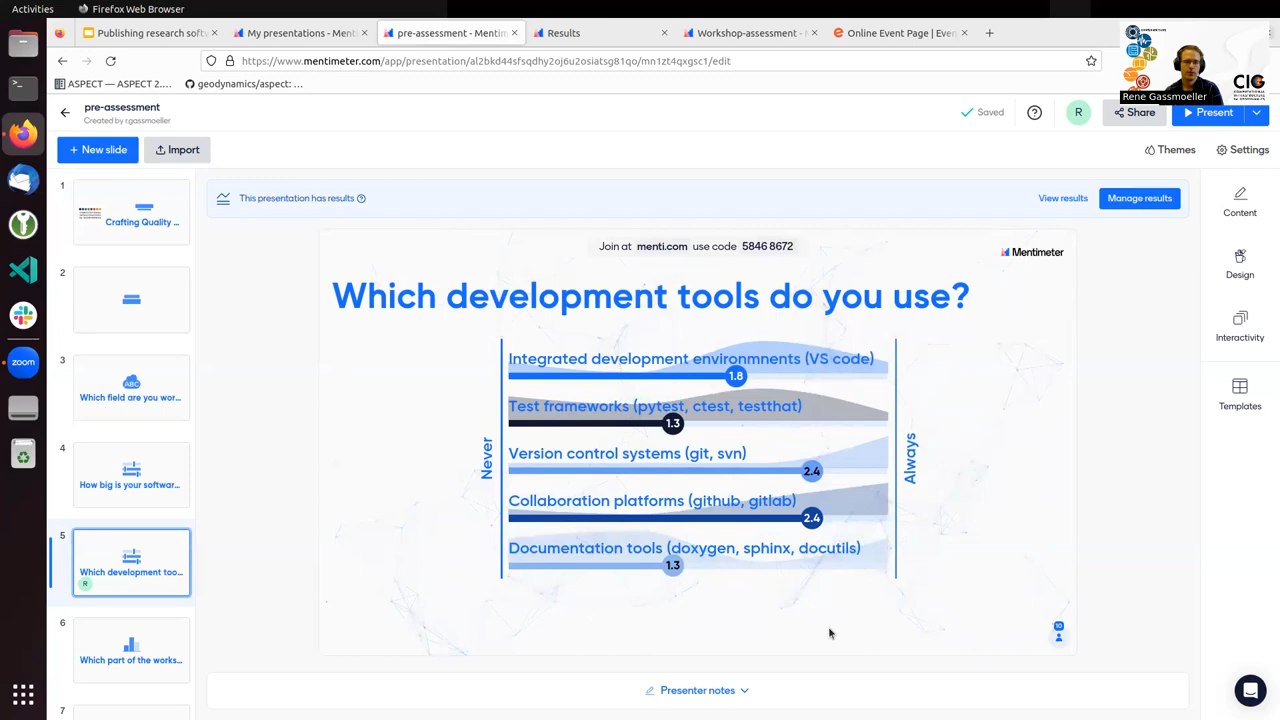 Activities
Firefox Web Browser
Publishing research softw
My presentations - Menti
pre-assessment - Mentim
Results
Workshop-assessment -
Online Event Page | Even
https://www.mentimeter.com/app/presentation/al2bkd44sfsqdhy2oj6u2osiatsg81qo/mn1zt4qxgsc1/edit
ASPECT — ASPECT 2....
geodynamics/aspect: ...
Rene Gassmoeller
CIG
pre-assessment
Created by r.gassmoeller
Saved
R
Share
Present
+ New slide
Import
Themes
Settings
This presentation has results
View results
Manage results
1
Crafting Quality ...
2
3
ABC
Which field are you wor...
4
How big is your softwar...
5
Which development too...
R
6
Which part of the works...
7
Join at menti.com use code 5846 8672
Mentimeter
Which development tools do you use?
Never
Integrated development environmnents (VS code)
1.8
Test frameworks (pytest, ctest, testthat)
1.3
Version control systems (git, svn)
2.4
Collaboration platforms (github, gitlab)
2.4
Documentation tools (doxygen, sphinx, docutils)
1.3
Always
10
Presenter notes
Content
Design
Interactivity
Templates
zoom